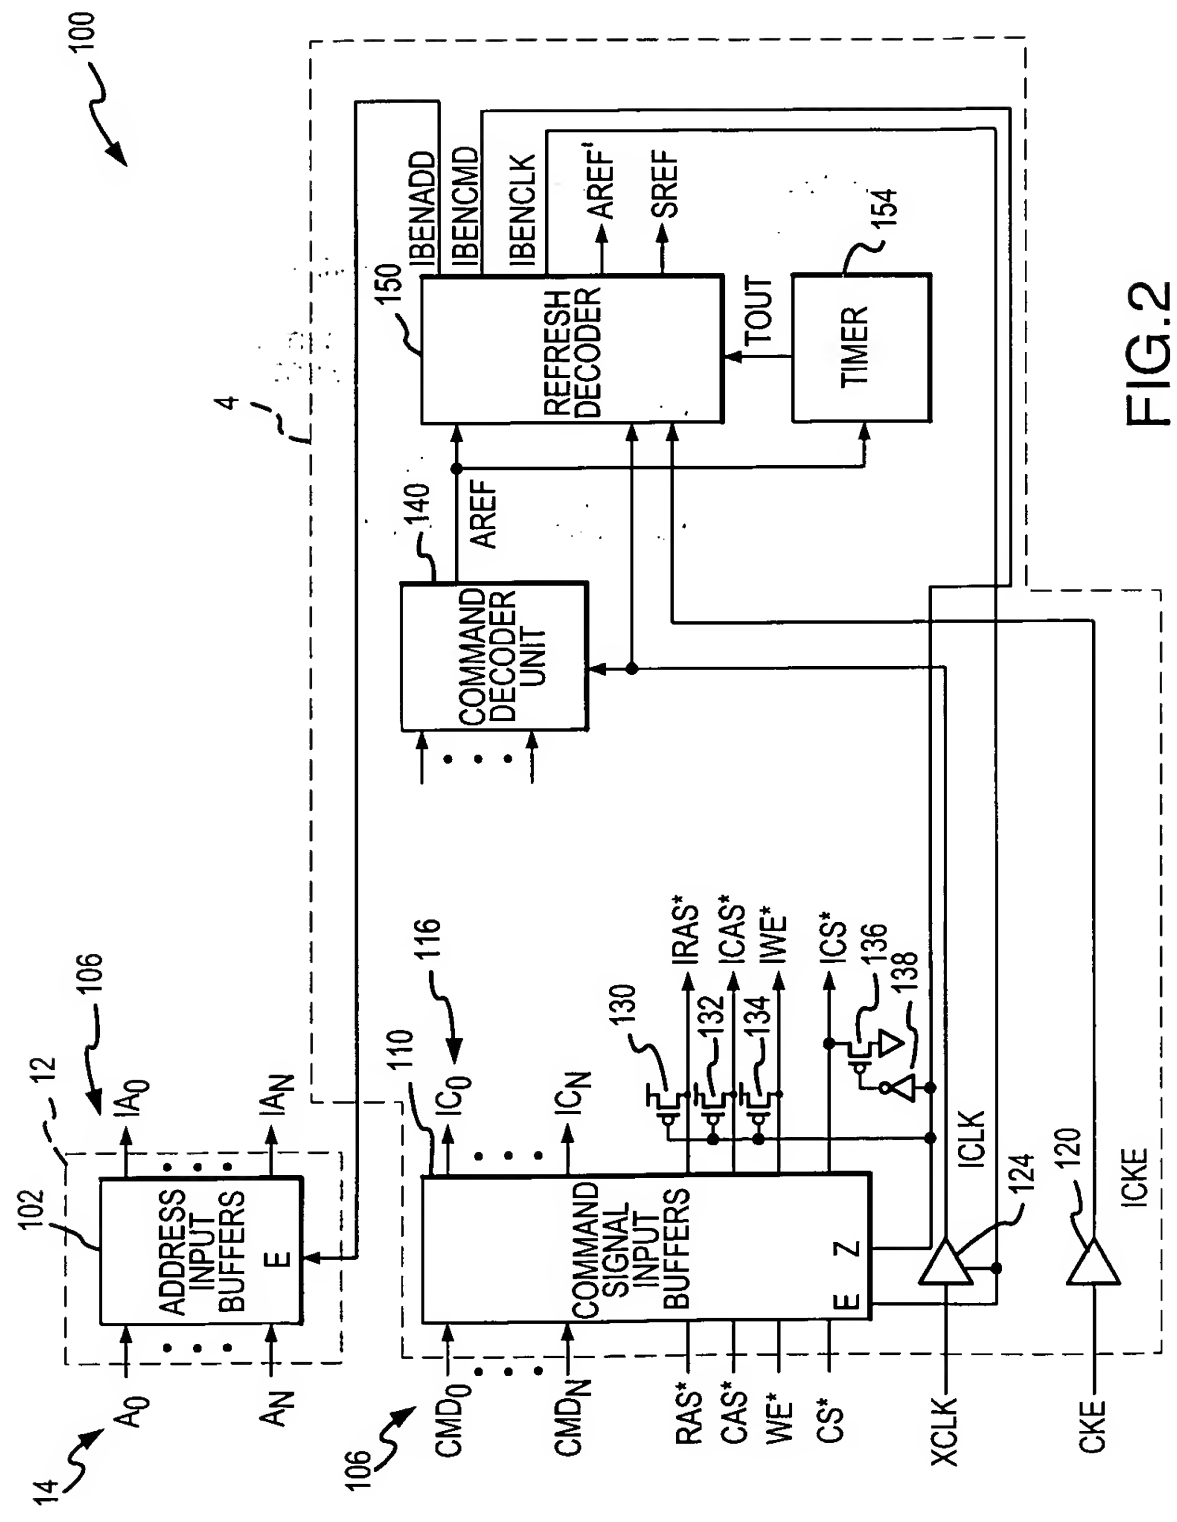 100
4
106
12
102
IA0
IAN
ADDRESS
INPUT
BUFFERS
E
A0
AN
14
IBENADD
IBENCMD
IBENCLK
AREF'
SREF
150
REFRESH
DECODER
TOUT
154
TIMER
AREF
140
COMMAND
DECODER
UNIT
116
110
IC0
ICN
130
132
134
IRAS*
ICAS*
IWE*
ICS*
136
138
COMMAND
SIGNAL
INPUT
BUFFERS
E
Z
106
CMD0
CMDN
RAS*
CAS*
WE*
CS*
XCLK
CKE
ICLK
124
120
ICKE
FIG.2